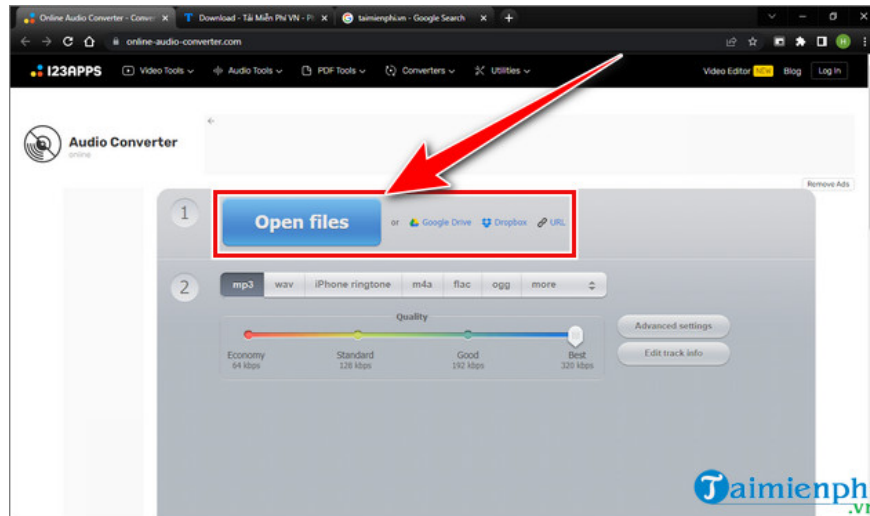 Online Audio Converter - Conver
Download - Tải Miễn Phí VN - P
taimienphi.vn - Google Search
online-audio-converter.com
H
123APPS Video Tools Audio Tools PDF Tools Converters Utilities Video Editor NEW Blog Log In
Audio Converter
online
Remove Ads
1 Open files or Google Drive Dropbox URL
2 mp3 wav iPhone ringtone m4a flac ogg more
Quality
Advanced settings
Economy Standard Good Best
64 kbps 128 kbps 192 kbps 320 kbps
Edit track info
Taimienph
.vn